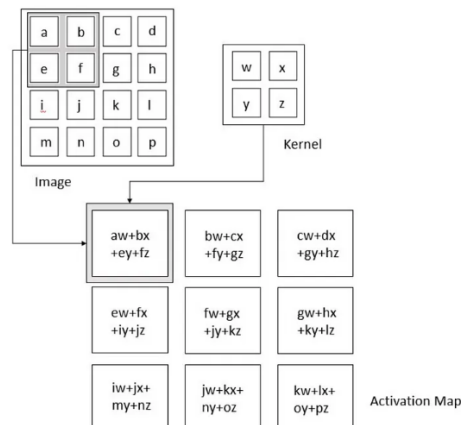 a b c d
e f g h
i j k l
m n o p
Image
w x
y z
Kernel
aw+bx
+ey+fz
bw+cx
+fy+gz
cw+dx
+gy+hz
ew+fx
+iy+jz
fw+gx
+jy+kz
gw+hx
+ky+lz
iw+jx+
my+nz
jw+kx+
ny+oz
kw+lx+
oy+pz
Activation Map